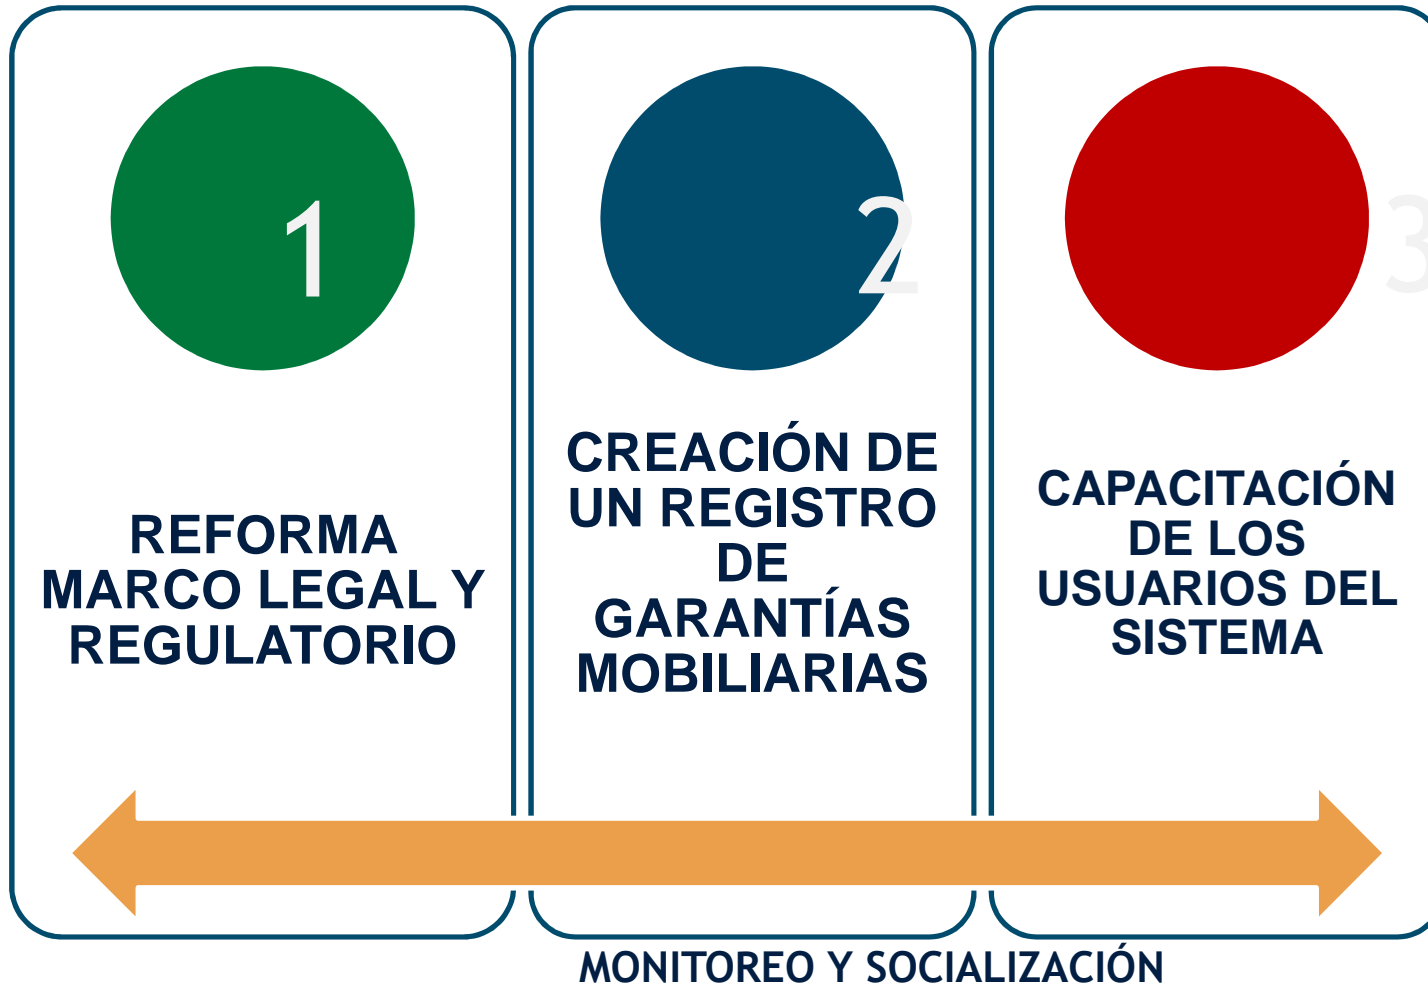 1
REFORMA
MARCO LEGAL Y
REGULATORIO
2
CREACIÓN DE
UN REGISTRO
DE
GARANTÍAS
MOBILIARIAS
3
CAPACITACIÓN
DE LOS
USUARIOS DEL
SISTEMA
MONITOREO Y SOCIALIZACIÓN